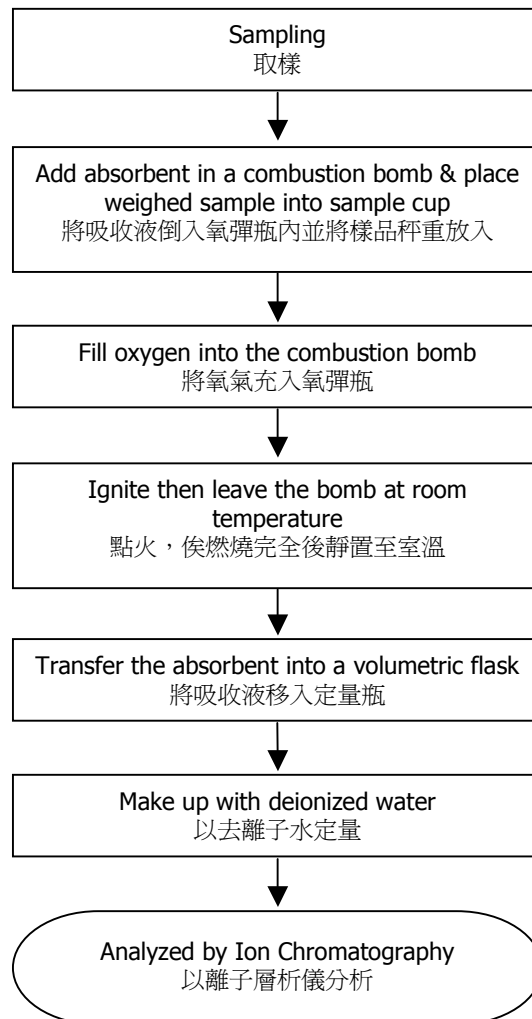 Sampling
取樣
Add absorbent in a combustion bomb & place
weighed sample into sample cup
將吸收液倒入氧彈瓶內並將樣品秤重放入
Fill oxygen into the combustion bomb
將氧氣充入氧彈瓶
Ignite then leave the bomb at room
temperature
點火，俟燃燒完全後靜置至室溫
Transfer the absorbent into a volumetric flask
將吸收液移入定量瓶
Make up with deionized water
以去離子水定量
Analyzed by Ion Chromatography
以離子層析儀分析